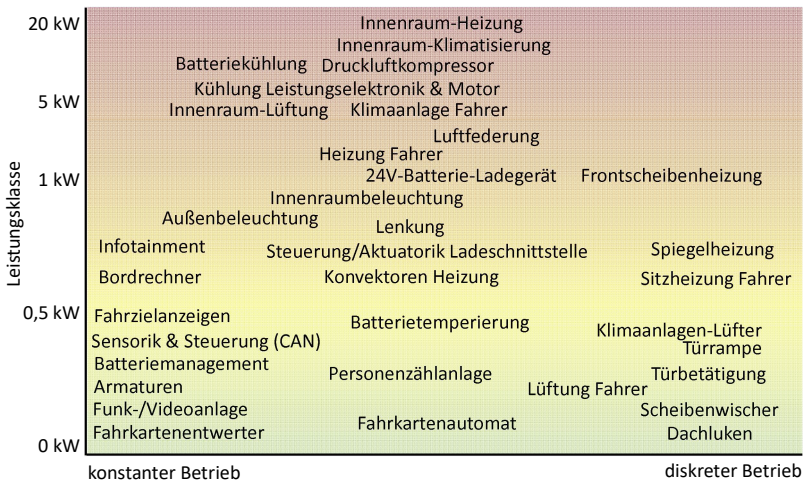 20 kW
Innenraum-Heizung
Innenraum-Klimatisierung
Batteriekühlung Druckluftkompressor
Kühlung Leistungselektronik & Motor
5 kW
Innenraum-Lüftung Klimaanlage Fahrer
Luftfederung
Heizung Fahrer
1 kW
24V-Batterie-Ladegerät Frontscheibenheizung
Innenraumbeleuchtung
Außenbeleuchtung
Lenkung
Leistungsklasse
Infotainment
Steuerung/Aktuatorik Ladeschnittstelle
Spiegelheizung
Bordrechner
Konvektoren Heizung
Sitzheizung Fahrer
0,5 kW
Fahrzielanzeigen
Batterietemperierung
Klimaanlagen-Lüfter
Sensorik & Steuerung (CAN)
Türrampe
Batteriemanagement
Personenzählanlage
Türbetätigung
Armaturen
Lüftung Fahrer
Funk-/Videoanlage
Scheibenwischer
Fahrkartenautomat
Fahrkartenentwerter
Dachluken
0 kW
konstanter Betrieb
diskreter Betrieb